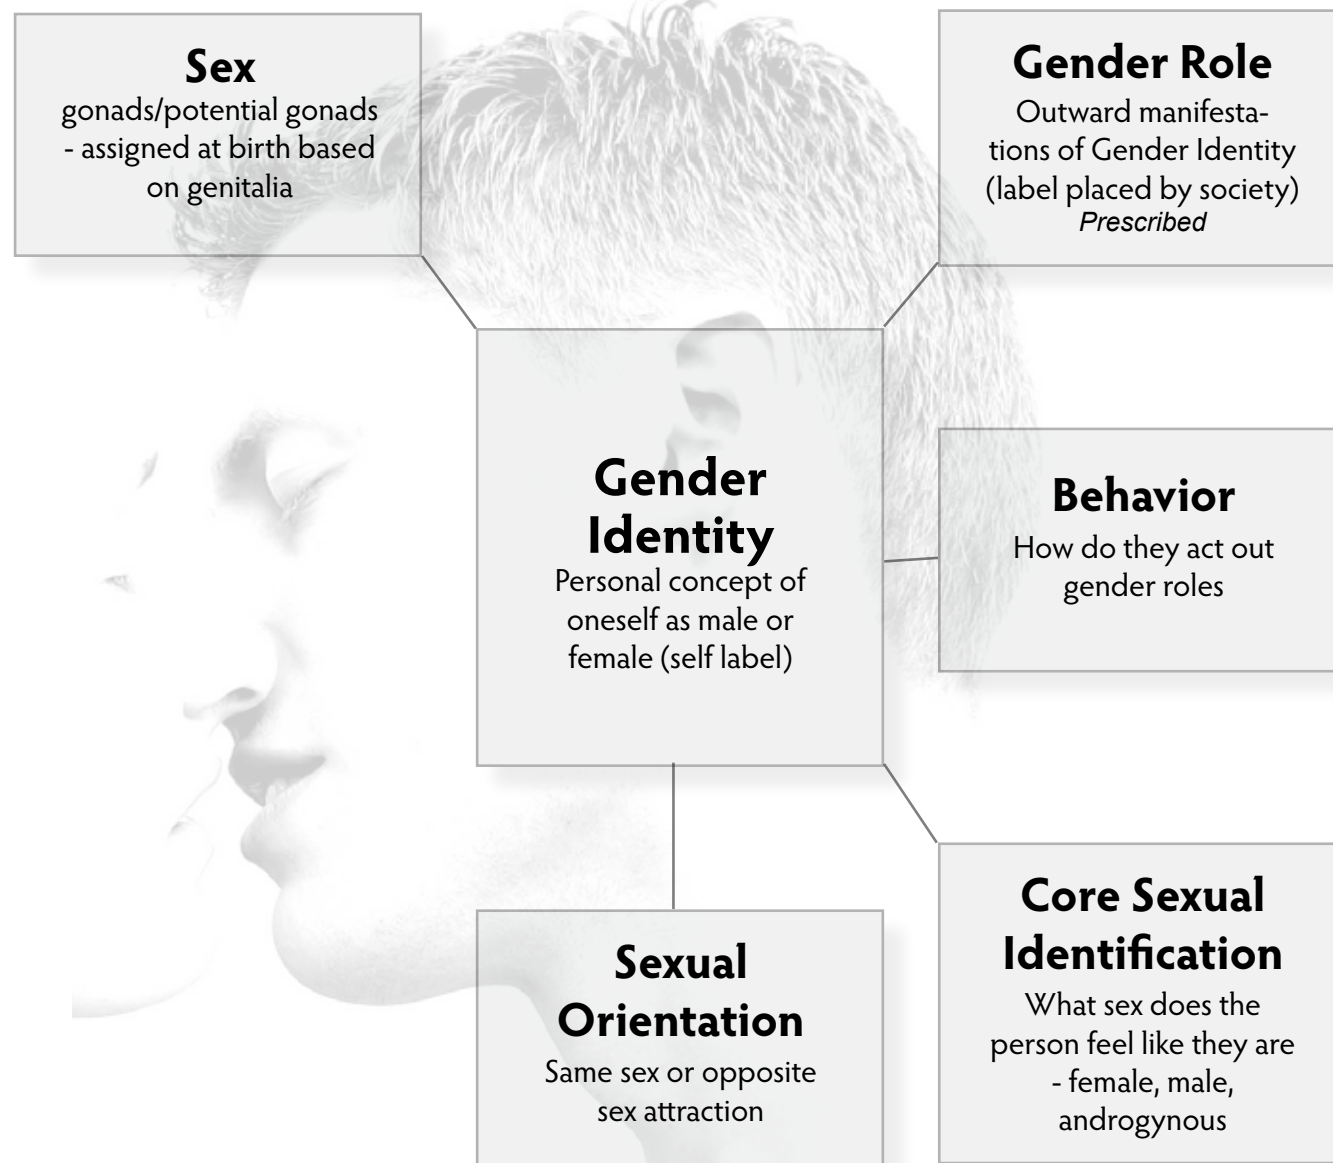 Sex
gonads/potential gonads
- assigned at birth based
on genitalia
Gender Role
Outward manifesta-
tions of Gender Identity
(label placed by society)
Prescribed
Gender
Identity
Personal concept of
oneself as male or
female (self label)
Behavior
How do they act out
gender roles
Sexual
Orientation
Same sex or opposite
sex attraction
Core Sexual
Identification
What sex does the
person feel like they are
- female, male,
androgynous